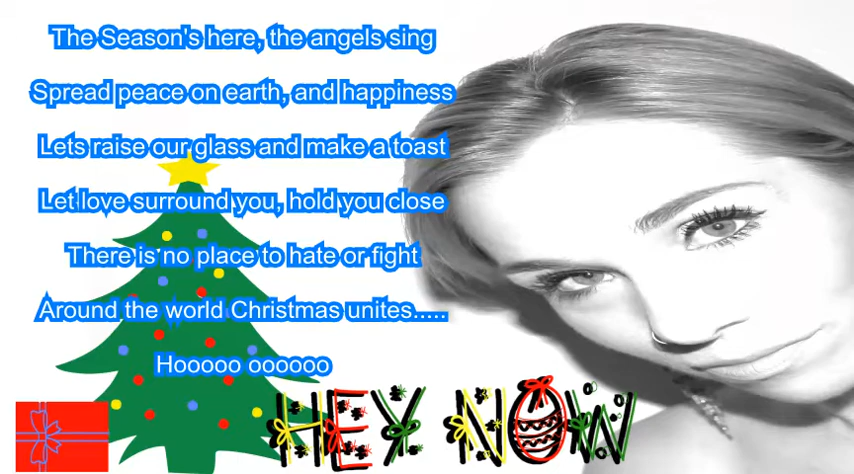 The Season's here, the angels sing
Spread peace on earth, and happiness
Lets raise our glass and make a toast
Let love surround you, hold you close
There is no place to hate or fight
Around the world Christmas unites.....
Hooooo oooooo
HEY NOW